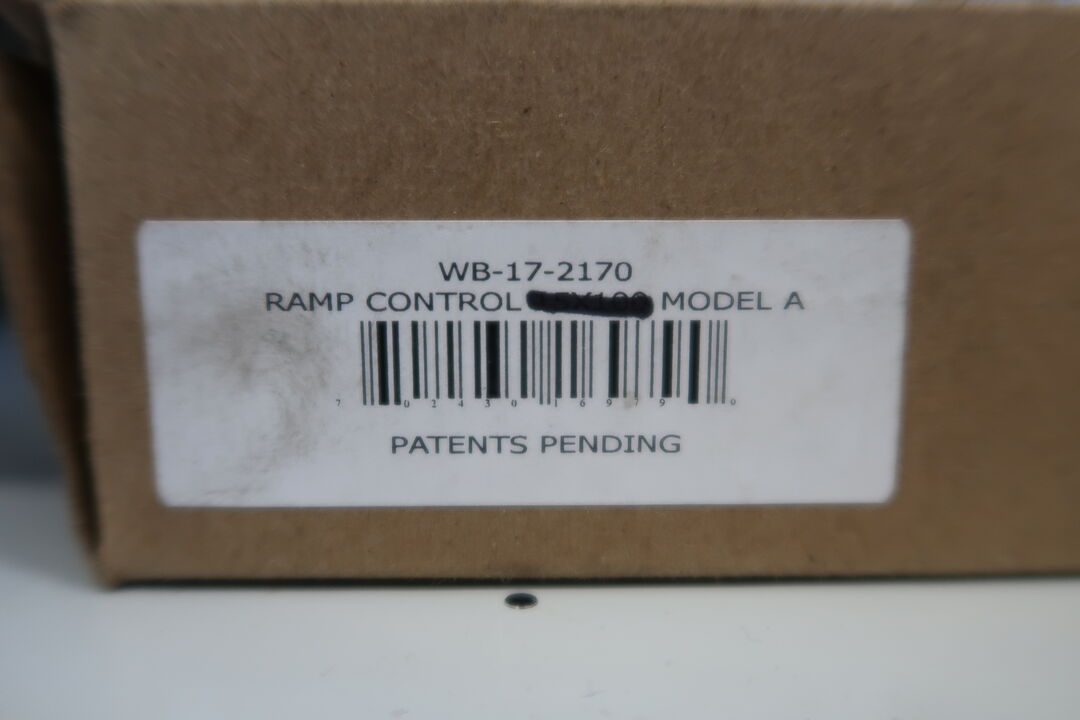 WB-17-2170
RAMP CONTROL MODEL A
7 02430 16979 0
PATENTS PENDING